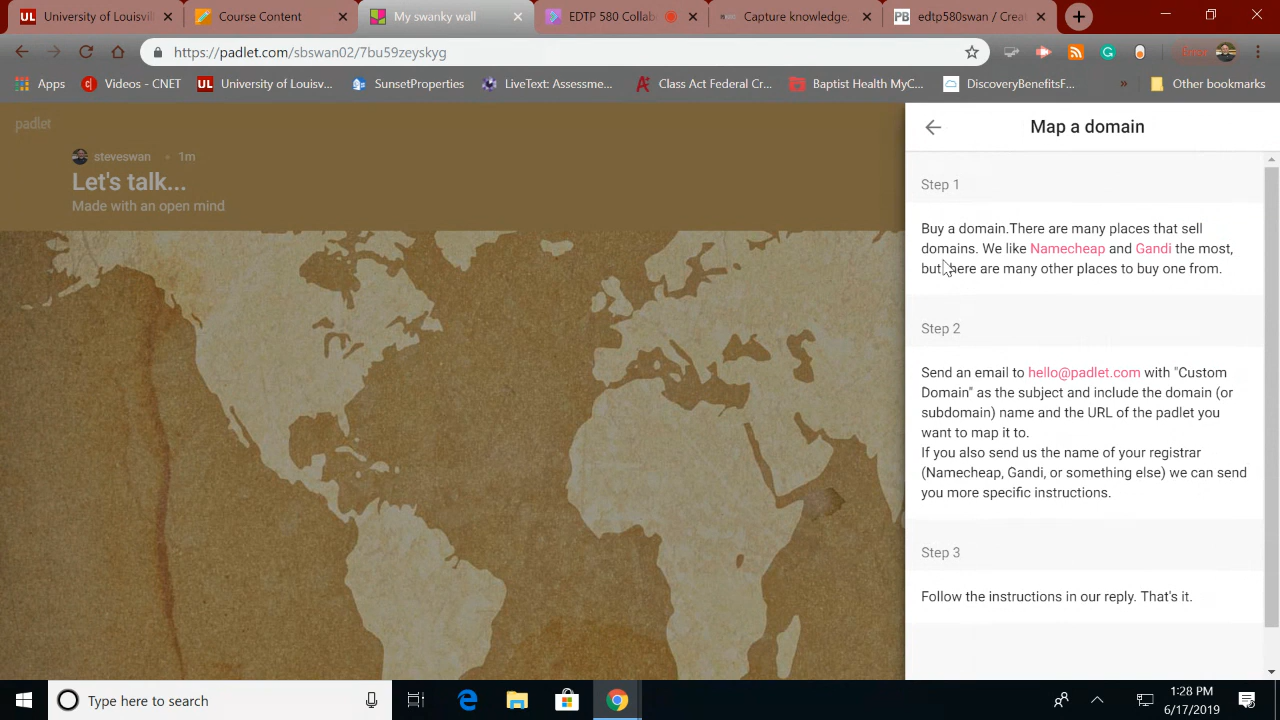 University of Louisvill
Course Content
My swanky wall
EDTP 580 Collab
Capture knowledge,
PB edtp580swan / Creat
https://padlet.com/sbswan02/7bu59zeyskyg
Apps
Videos - CNET
UL University of Louisv...
SunsetProperties
LiveText: Assessme...
Class Act Federal Cr...
Baptist Health MyC...
DiscoveryBenefitsF...
»
Other bookmarks
padlet
steveswan • 1m
Let's talk...
Made with an open mind
Map a domain
Step 1
Buy a domain.There are many places that sell
domains. We like Namecheap and Gandi the most,
but there are many other places to buy one from.
Step 2
Send an email to hello@padlet.com with "Custom
Domain" as the subject and include the domain (or
subdomain) name and the URL of the padlet you
want to map it to.
If you also send us the name of your registrar
(Namecheap, Gandi, or something else) we can send
you more specific instructions.
Step 3
Follow the instructions in our reply. That's it.
Type here to search
1:28 PM
6/17/2019